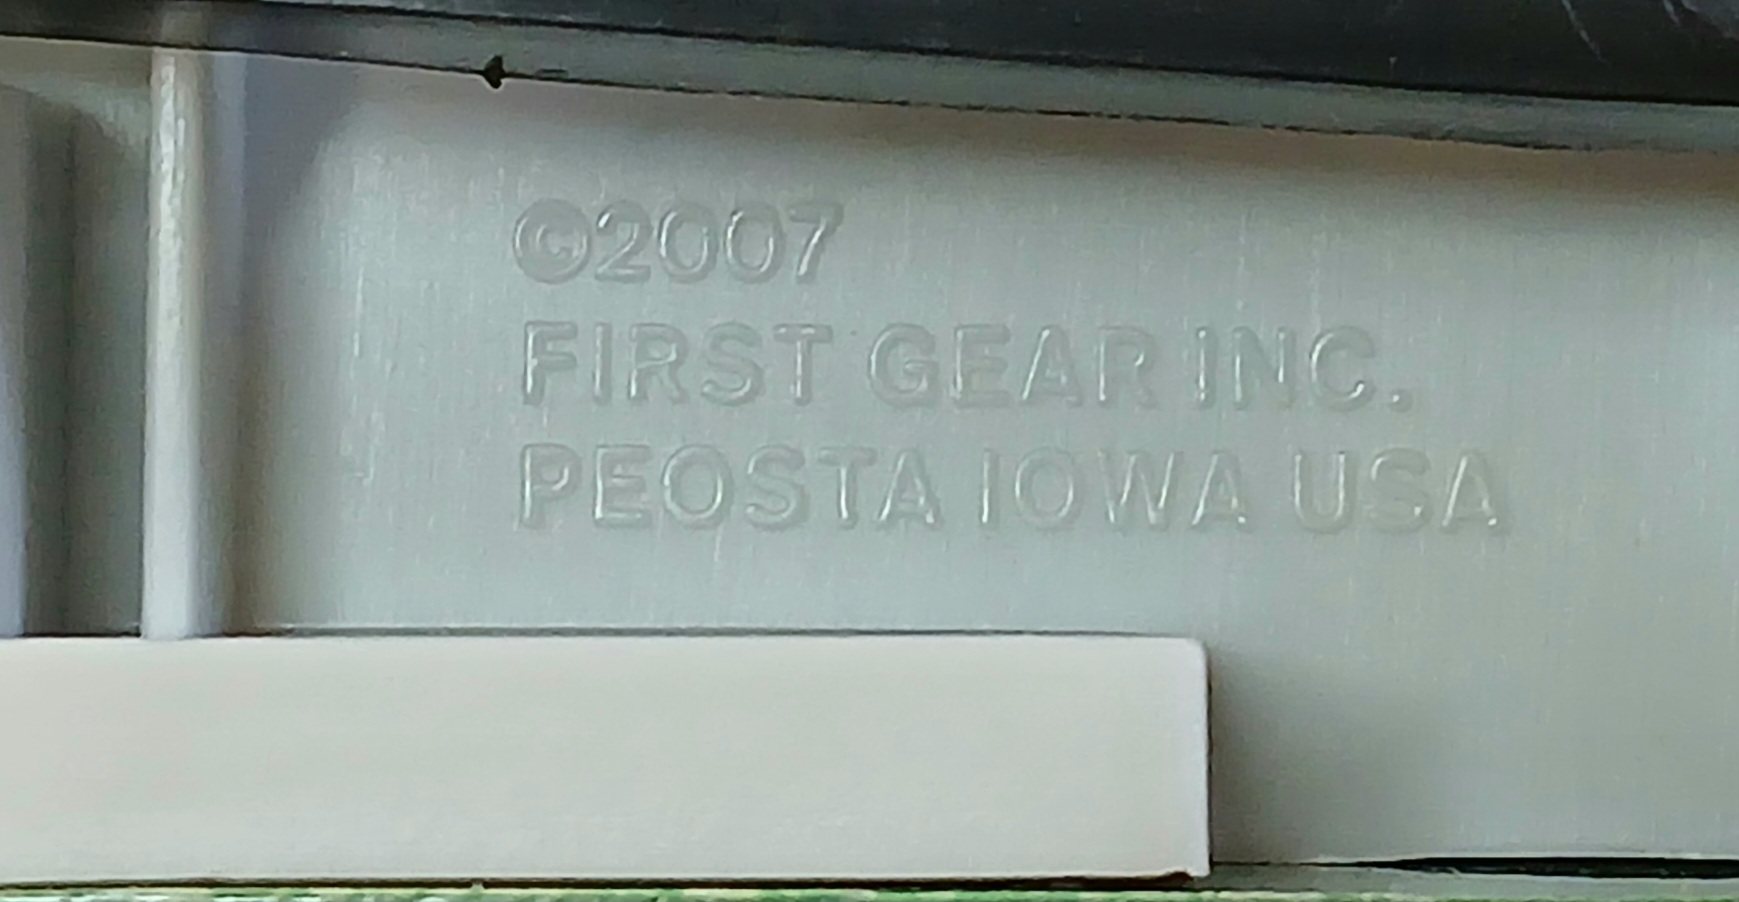 ©2007
FIRST GEAR INC.
PEOSTA IOWA USA